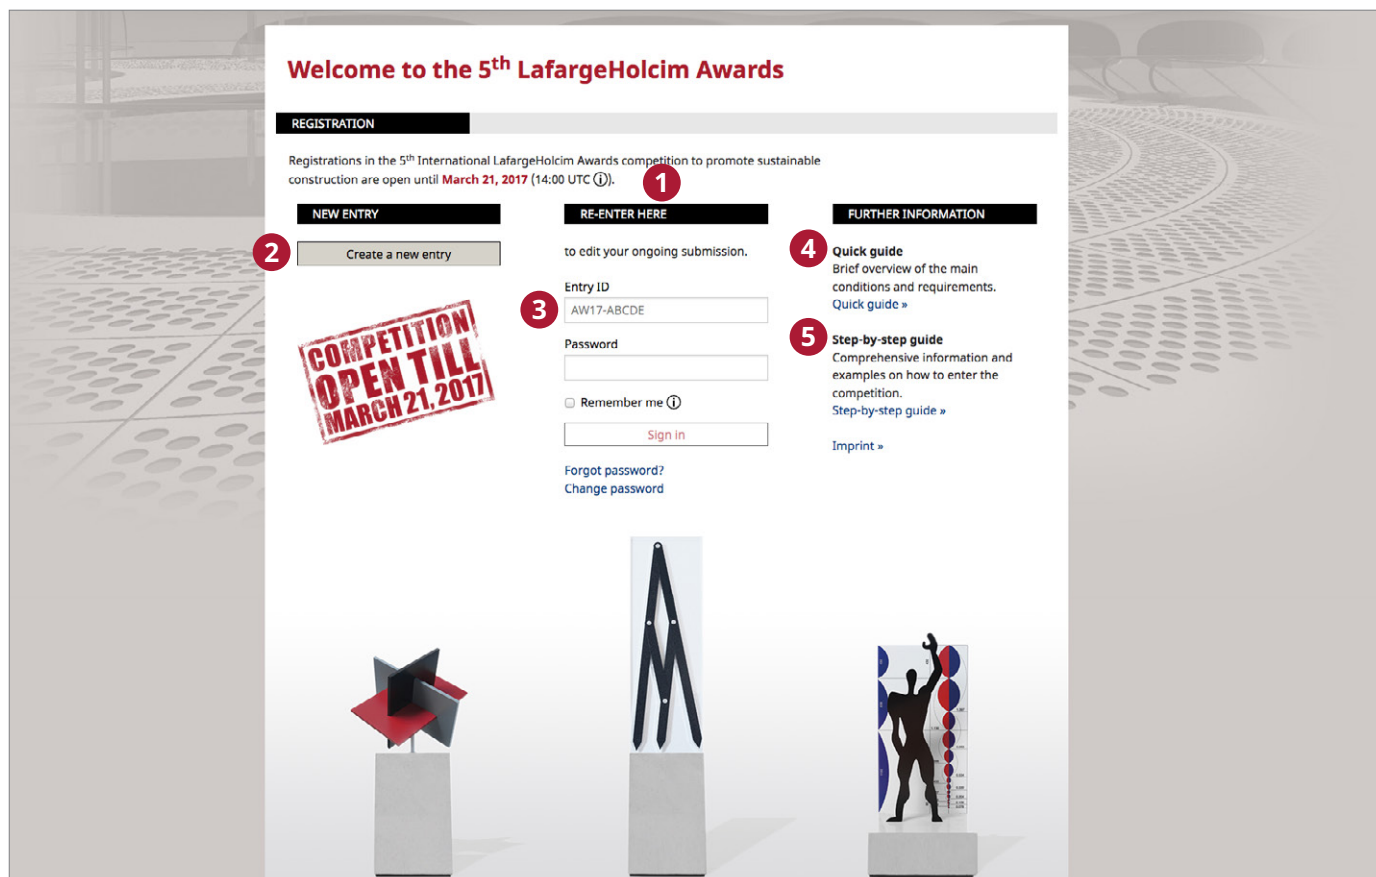 Welcome to the 5th LafargeHolcim Awards
REGISTRATION
Registrations in the 5th International LafargeHolcim Awards competition to promote sustainable
construction are open until March 21, 2017 (14:00 UTC ⓘ).
1
NEW ENTRY
2
Create a new entry
COMPETITION
OPEN TILL
MARCH 21, 2017
RE-ENTER HERE
to edit your ongoing submission.
Entry ID
3
AW17-ABCDE
Password
Remember me ⓘ
Sign in
Forgot password?
Change password
FURTHER INFORMATION
4
Quick guide
Brief overview of the main
conditions and requirements.
Quick guide »
5
Step-by-step guide
Comprehensive information and
examples on how to enter the
competition.
Step-by-step guide »
Imprint »